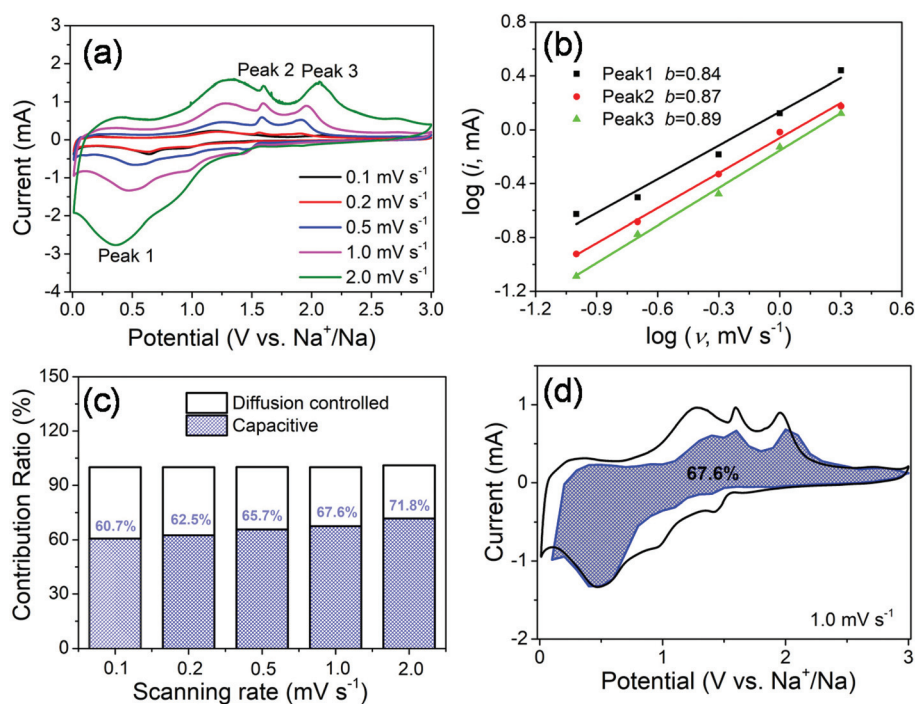 (a)
Peak 2
Peak 3
Peak 1
0.1 mV s⁻¹
0.2 mV s⁻¹
0.5 mV s⁻¹
1.0 mV s⁻¹
2.0 mV s⁻¹
3
2
1
0
-1
-2
-3
-4
Current (mA)
0.0 0.5 1.0 1.5 2.0 2.5 3.0
Potential (V vs. Na⁺/Na)
(b)
Peak1 b=0.84
Peak2 b=0.87
Peak3 b=0.89
0.8
0.4
0.0
-0.4
-0.8
-1.2
log (i, mA)
-1.2 -0.9 -0.6 -0.3 0.0 0.3 0.6
log (ν, mV s⁻¹)
(c)
Diffusion controlled
Capacitive
150
120
90
60
30
0
Contribution Ratio (%)
60.7% 62.5% 65.7% 67.6% 71.8%
0.1 0.2 0.5 1.0 2.0
Scanning rate (mV s⁻¹)
(d)
2
1
0
-1
-2
Current (mA)
67.6%
1.0 mV s⁻¹
0 1 2 3
Potential (V vs. Na⁺/Na)